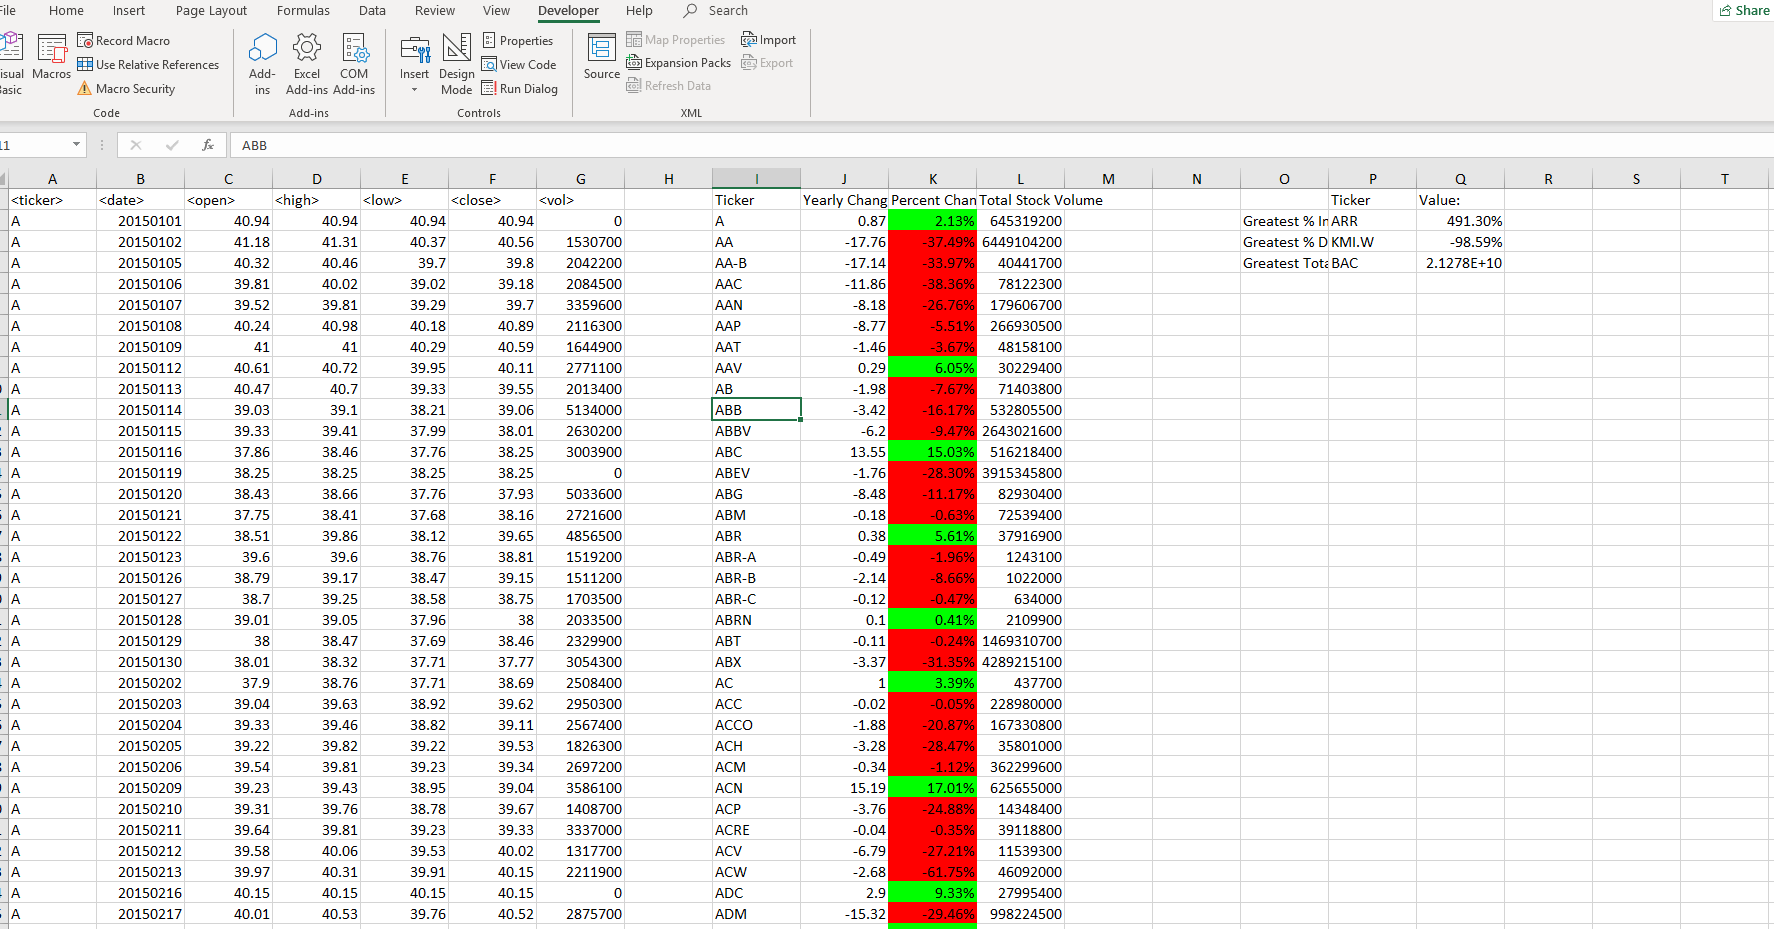 File Home Insert Page Layout Formulas Data Review View Developer Help Search Share
Visual Basic Macros Record Macro Use Relative References Macro Security
Add-ins Excel Add-ins COM Add-ins
Insert Design Mode Properties View Code Run Dialog
Source Map Properties Expansion Packs Refresh Data Import Export
Code Add-ins Controls XML
11 fx ABB
A B C D E F G H I J K L M N O P Q R S T
<ticker> <date> <open> <high> <low> <close> <vol> Ticker Yearly Chang Percent Chan Total Stock Volume Ticker Value:
A 20150101 40.94 40.94 40.94 40.94 0 A 0.87 2.13% 645319200 Greatest % In ARR 491.30%
A 20150102 41.18 41.31 40.37 40.56 1530700 AA -17.76 -37.49% 6449104200 Greatest % D KMI.W -98.59%
A 20150105 40.32 40.46 39.7 39.8 2042200 AA-B -17.14 -33.97% 40441700 Greatest Tota BAC 2.1278E+10
A 20150106 39.81 40.02 39.02 39.18 2084500 AAC -11.86 -38.36% 78122300
A 20150107 39.52 39.81 39.29 39.7 3359600 AAN -8.18 -26.76% 179606700
A 20150108 40.24 40.98 40.18 40.89 2116300 AAP -8.77 -5.51% 266930500
A 20150109 41 41 40.29 40.59 1644900 AAT -1.46 -3.67% 48158100
A 20150112 40.61 40.72 39.95 40.11 2771100 AAV 0.29 6.05% 30229400
A 20150113 40.47 40.7 39.33 39.55 2013400 AB -1.98 -7.67% 71403800
A 20150114 39.03 39.1 38.21 39.06 5134000 ABB -3.42 -16.17% 532805500
A 20150115 39.33 39.41 37.99 38.01 2630200 ABBV -6.2 -9.47% 2643021600
A 20150116 37.86 38.46 37.76 38.25 3003900 ABC 13.55 15.03% 516218400
A 20150119 38.25 38.25 38.25 38.25 0 ABEV -1.76 -28.30% 3915345800
A 20150120 38.43 38.66 37.76 37.93 5033600 ABG -8.48 -11.17% 82930400
A 20150121 37.75 38.41 37.68 38.16 2721600 ABM -0.18 -0.63% 72539400
A 20150122 38.51 39.86 38.12 39.65 4856500 ABR 0.38 5.61% 37916900
A 20150123 39.6 39.6 38.76 38.81 1519200 ABR-A -0.49 -1.96% 1243100
A 20150126 38.79 39.17 38.47 39.15 1511200 ABR-B -2.14 -8.66% 1022000
A 20150127 38.7 39.25 38.58 38.75 1703500 ABR-C -0.12 -0.47% 634000
A 20150128 39.01 39.05 37.96 38 2033500 ABRN 0.1 0.41% 2109900
A 20150129 38 38.47 37.69 38.46 2329900 ABT -0.11 -0.24% 1469310700
A 20150130 38.01 38.32 37.71 37.77 3054300 ABX -3.37 -31.35% 4289215100
A 20150202 37.9 38.76 37.71 38.69 2508400 AC 1 3.39% 437700
A 20150203 39.04 39.63 38.92 39.62 2950300 ACC -0.02 -0.05% 228980000
A 20150204 39.33 39.46 38.82 39.11 2567400 ACCO -1.88 -20.87% 167330800
A 20150205 39.22 39.82 39.22 39.53 1826300 ACH -3.28 -28.47% 35801000
A 20150206 39.54 39.81 39.23 39.34 2697200 ACM -0.34 -1.12% 362299600
A 20150209 39.23 39.43 38.95 39.04 3586100 ACN 15.19 17.01% 625655000
A 20150210 39.31 39.76 38.78 39.67 1408700 ACP -3.76 -24.88% 14348400
A 20150211 39.64 39.81 39.23 39.33 3337000 ACRE -0.04 -0.35% 39118800
A 20150212 39.58 40.06 39.53 40.02 1317700 ACV -6.79 -27.21% 11539300
A 20150213 39.97 40.31 39.91 40.15 2211900 ACW -2.68 -61.75% 46092000
A 20150216 40.15 40.15 40.15 40.15 0 ADC 2.9 9.33% 27995400
A 20150217 40.01 40.53 39.76 40.52 2875700 ADM -15.32 -29.46% 998224500